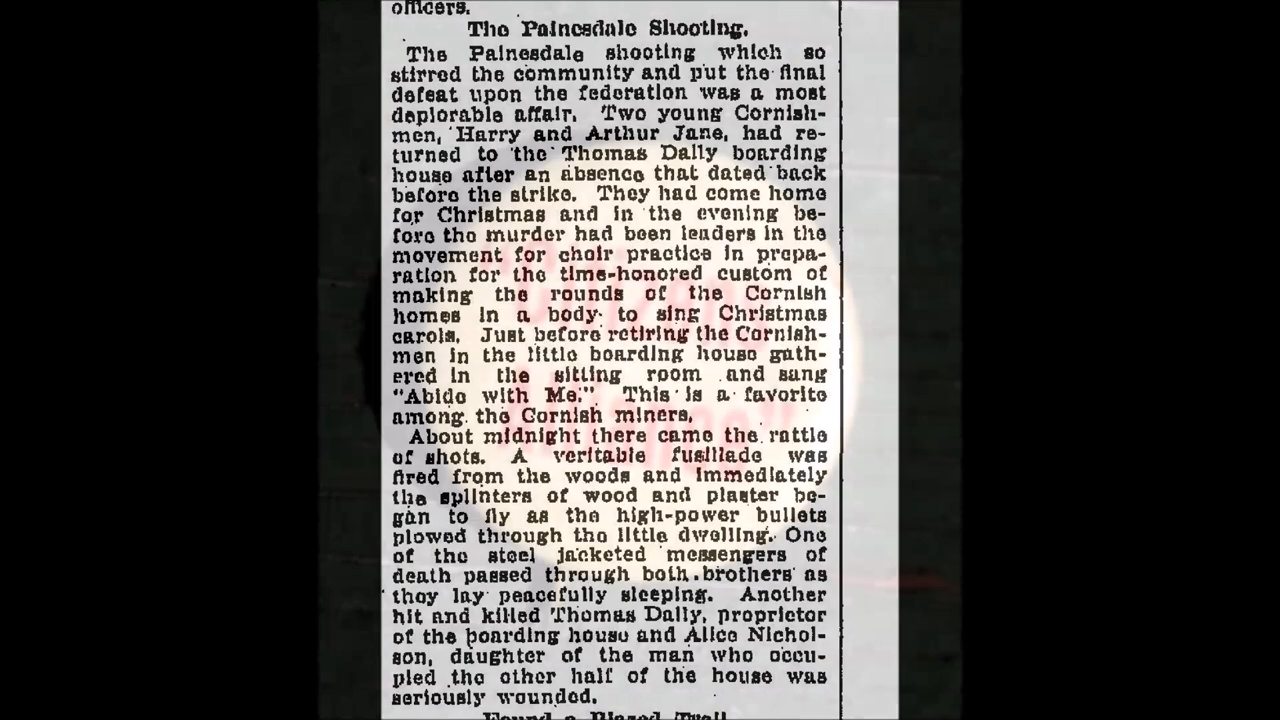 officers.
The Painesdale Shooting.
The Painesdale shooting which so
stirred the community and put the final
defeat upon the federation was a most
deplorable affair. Two young Cornish-
men, Harry and Arthur Jane, had re-
turned to the Thomas Dally boarding
house after an absence that dated back
before the strike. They had come home
for Christmas and in the evening be-
fore the murder had been leaders in the
movement for choir practice in prepa-
ration for the time-honored custom of
making the rounds of the Cornish
homes in a body to sing Christmas
carols. Just before retiring the Cornish-
men in the little boarding house gath-
ered in the sitting room and sang
"Abide with Me." This is a favorite
among the Cornish miners.
About midnight there came the rattle
of shots. A veritable fusillade was
fired from the woods and immediately
the splinters of wood and plaster be-
gan to fly as the high-power bullets
plowed through the little dwelling. One
of the steel jacketed messengers of
death passed through both brothers as
they lay peacefully sleeping. Another
hit and killed Thomas Dally, proprietor
of the boarding house and Alice Nichol-
son, daughter of the man who occu-
pied the other half of the house was
seriously wounded.
Found a Blazed Trail
"Citizens
Alliance"